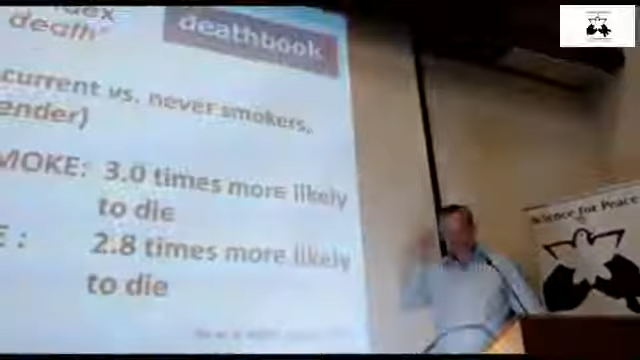 death"
deathbook
current vs. never smokers,
ender)
MOKE: 3.0 times more likely
to die
E : 2.8 times more likely
to die
Science for Peace